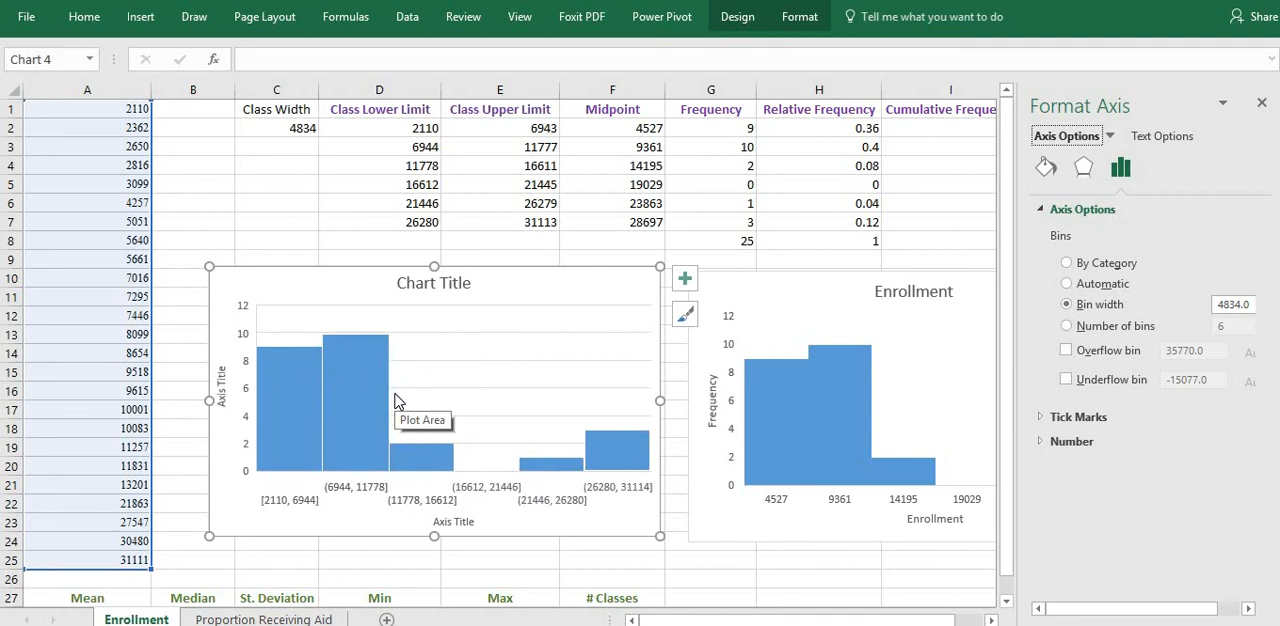 File Home Insert Draw Page Layout Formulas Data Review View Foxit PDF Power Pivot Design Format Tell me what you want to do Share
Chart 4 fx
A B C D E F G H I
1 2110 Class Width Class Lower Limit Class Upper Limit Midpoint Frequency Relative Frequency Cumulative Freque
2 2362 4834 2110 6943 4527 9 0.36
3 2650 6944 11777 9361 10 0.4
4 2816 11778 16611 14195 2 0.08
5 3099 16612 21445 19029 0 0
6 4257 21446 26279 23863 1 0.04
7 5051 26280 31113 28697 3 0.12
8 5640 25 1
9 5661
10 7016
11 7295
12 7446
13 8099
14 8654
15 9518
16 9615
17 10001
18 10083
19 11257
20 11831
21 13201
22 21863
23 27547
24 30480
25 31111
26
27 Mean Median St. Deviation Min Max # Classes
Chart Title
12
10
8
6
4
2
0
Axis Title
Plot Area
(6944, 11778] (16612, 21446] (26280, 31114]
[2110, 6944] (11778, 16612] (21446, 26280]
Axis Title
Enrollment
12
10
8
6
4
2
0
Frequency
4527 9361 14195 19029
Enrollment
Format Axis
Axis Options Text Options
Axis Options
Bins
By Category
Automatic
Bin width 4834.0
Number of bins 6
Overflow bin 35770.0 Au
Underflow bin -15077.0 Au
Tick Marks
Number
Enrollment Proportion Receiving Aid